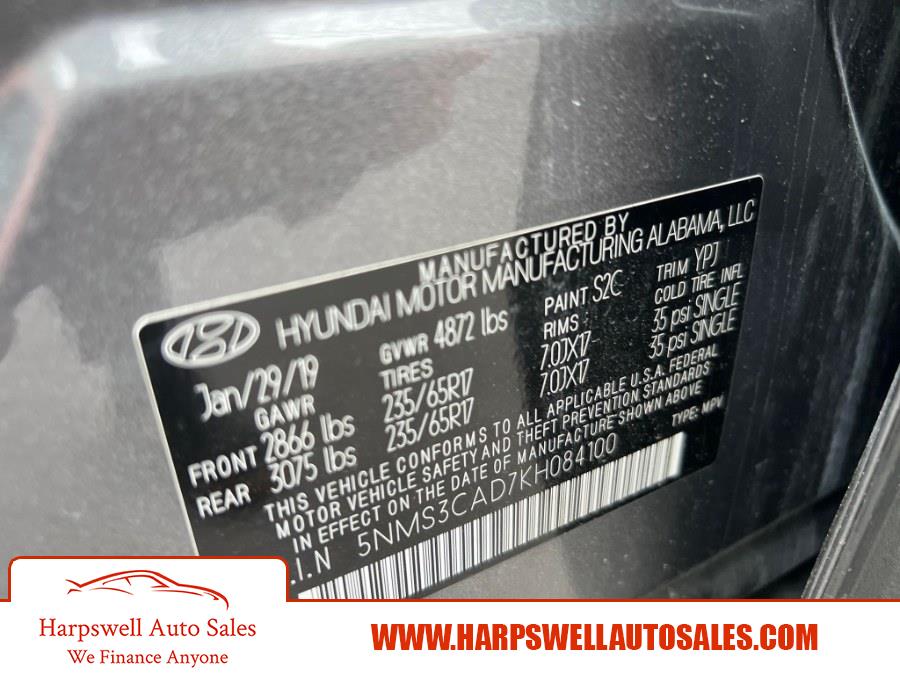 MANUFACTURED BY
HYUNDAI MOTOR MANUFACTURING ALABAMA, LLC
Jan/29/19 GVWR 4872 lbs PAINT S2C TRIM YPJ
GAWR TIRES RIMS COLD TIRE INFL
FRONT 2866 lbs 235/65R17 7.0JX17 35 psi SINGLE
REAR 3075 lbs 235/65R17 7.0JX17 35 psi SINGLE
THIS VEHICLE CONFORMS TO ALL APPLICABLE U.S.A. FEDERAL
MOTOR VEHICLE SAFETY AND THEFT PREVENTION STANDARDS
IN EFFECT ON THE DATE OF MANUFACTURE SHOWN ABOVE
.I.N 5NMS3CAD7KH084100 TYPE: MPV
Harpswell Auto Sales
We Finance Anyone
WWW.HARPSWELLAUTOSALES.COM